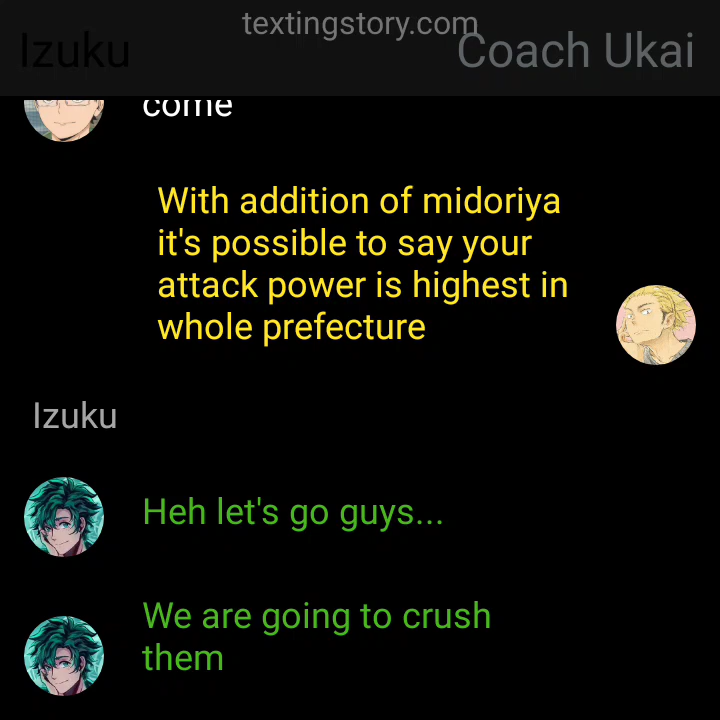 textingstory.com
Izuku
Coach Ukai
come
With addition of midoriya
it's possible to say your
attack power is highest in
whole prefecture
Izuku
Heh let's go guys...
We are going to crush
them